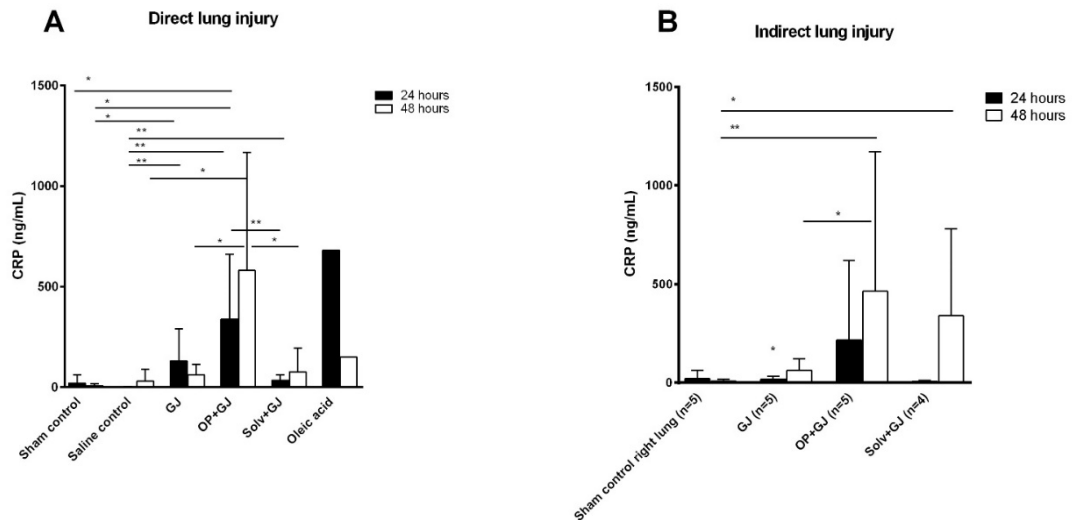 A
Direct lung injury
24 hours
48 hours
CRP (ng/mL)
1500
1000
500
0
*
*
*
**
**
**
*
**
*
*
Sham control
Saline control
GJ
OP+GJ
Solv+GJ
Oleic acid
B
Indirect lung injury
24 hours
48 hours
CRP (ng/mL)
1500
1000
500
0
*
**
*
*
Sham control right lung (n=5)
GJ (n=5)
OP+GJ (n=5)
Solv+GJ (n=4)